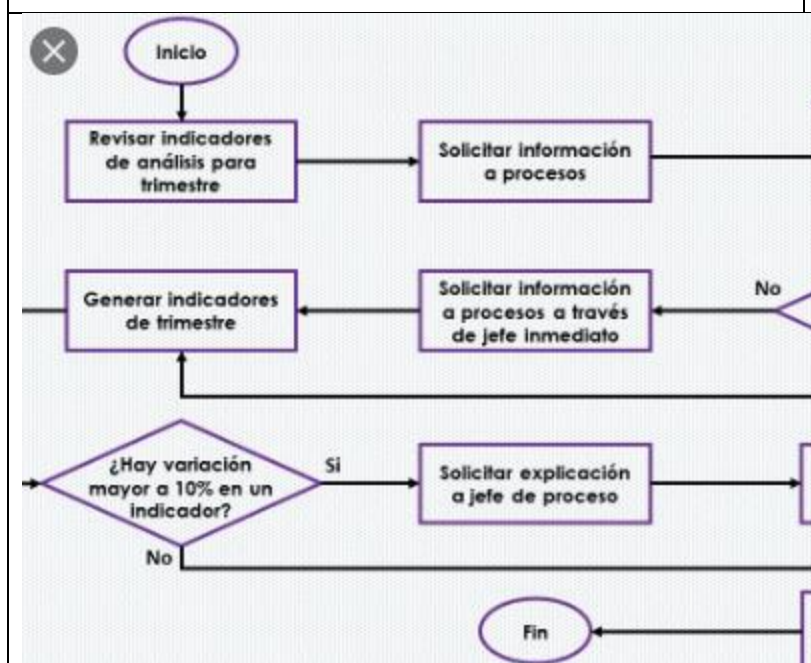 Inicio
Revisar indicadores
de análisis para
trimestre
Solicitar información
a procesos
Generar indicadores
de trimestre
Solicitar información
a procesos a través
de jefe inmediato
No
¿Hay variación
mayor a 10% en un
indicador?
Si
Solicitar explicación
a jefe de proceso
No
Fin